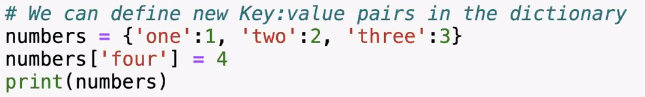 # We can define new Key:value pairs in the dictionary
numbers = {'one':1, 'two':2, 'three':3}
numbers['four'] = 4
print(numbers)